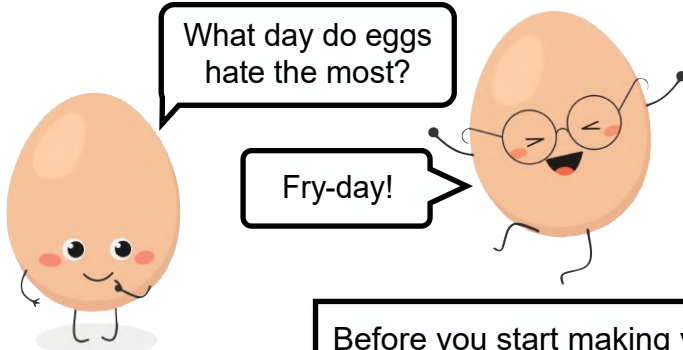 What day do eggs
hate the most?
Fry-day!
Before you start making